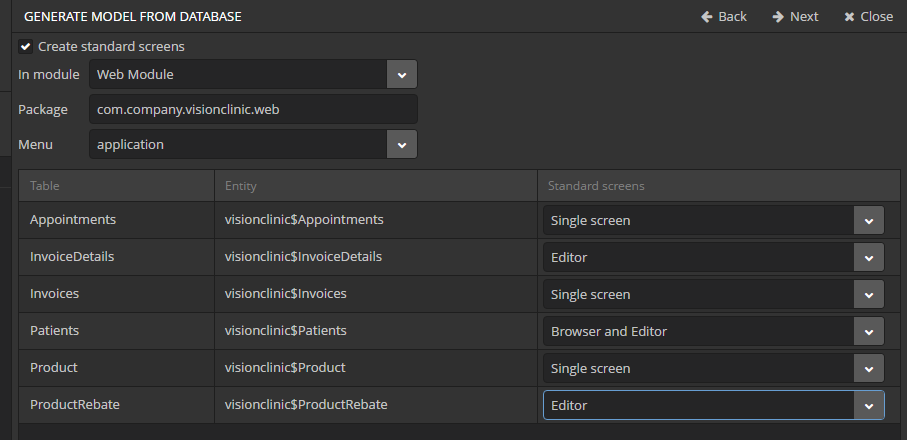 GENERATE MODEL FROM DATABASE Back Next Close
Create standard screens
In module Web Module
Package com.company.visionclinic.web
Menu application
Table Entity Standard screens
Appointments visionclinic$Appointments Single screen
InvoiceDetails visionclinic$InvoiceDetails Editor
Invoices visionclinic$Invoices Single screen
Patients visionclinic$Patients Browser and Editor
Product visionclinic$Product Single screen
ProductRebate visionclinic$ProductRebate Editor